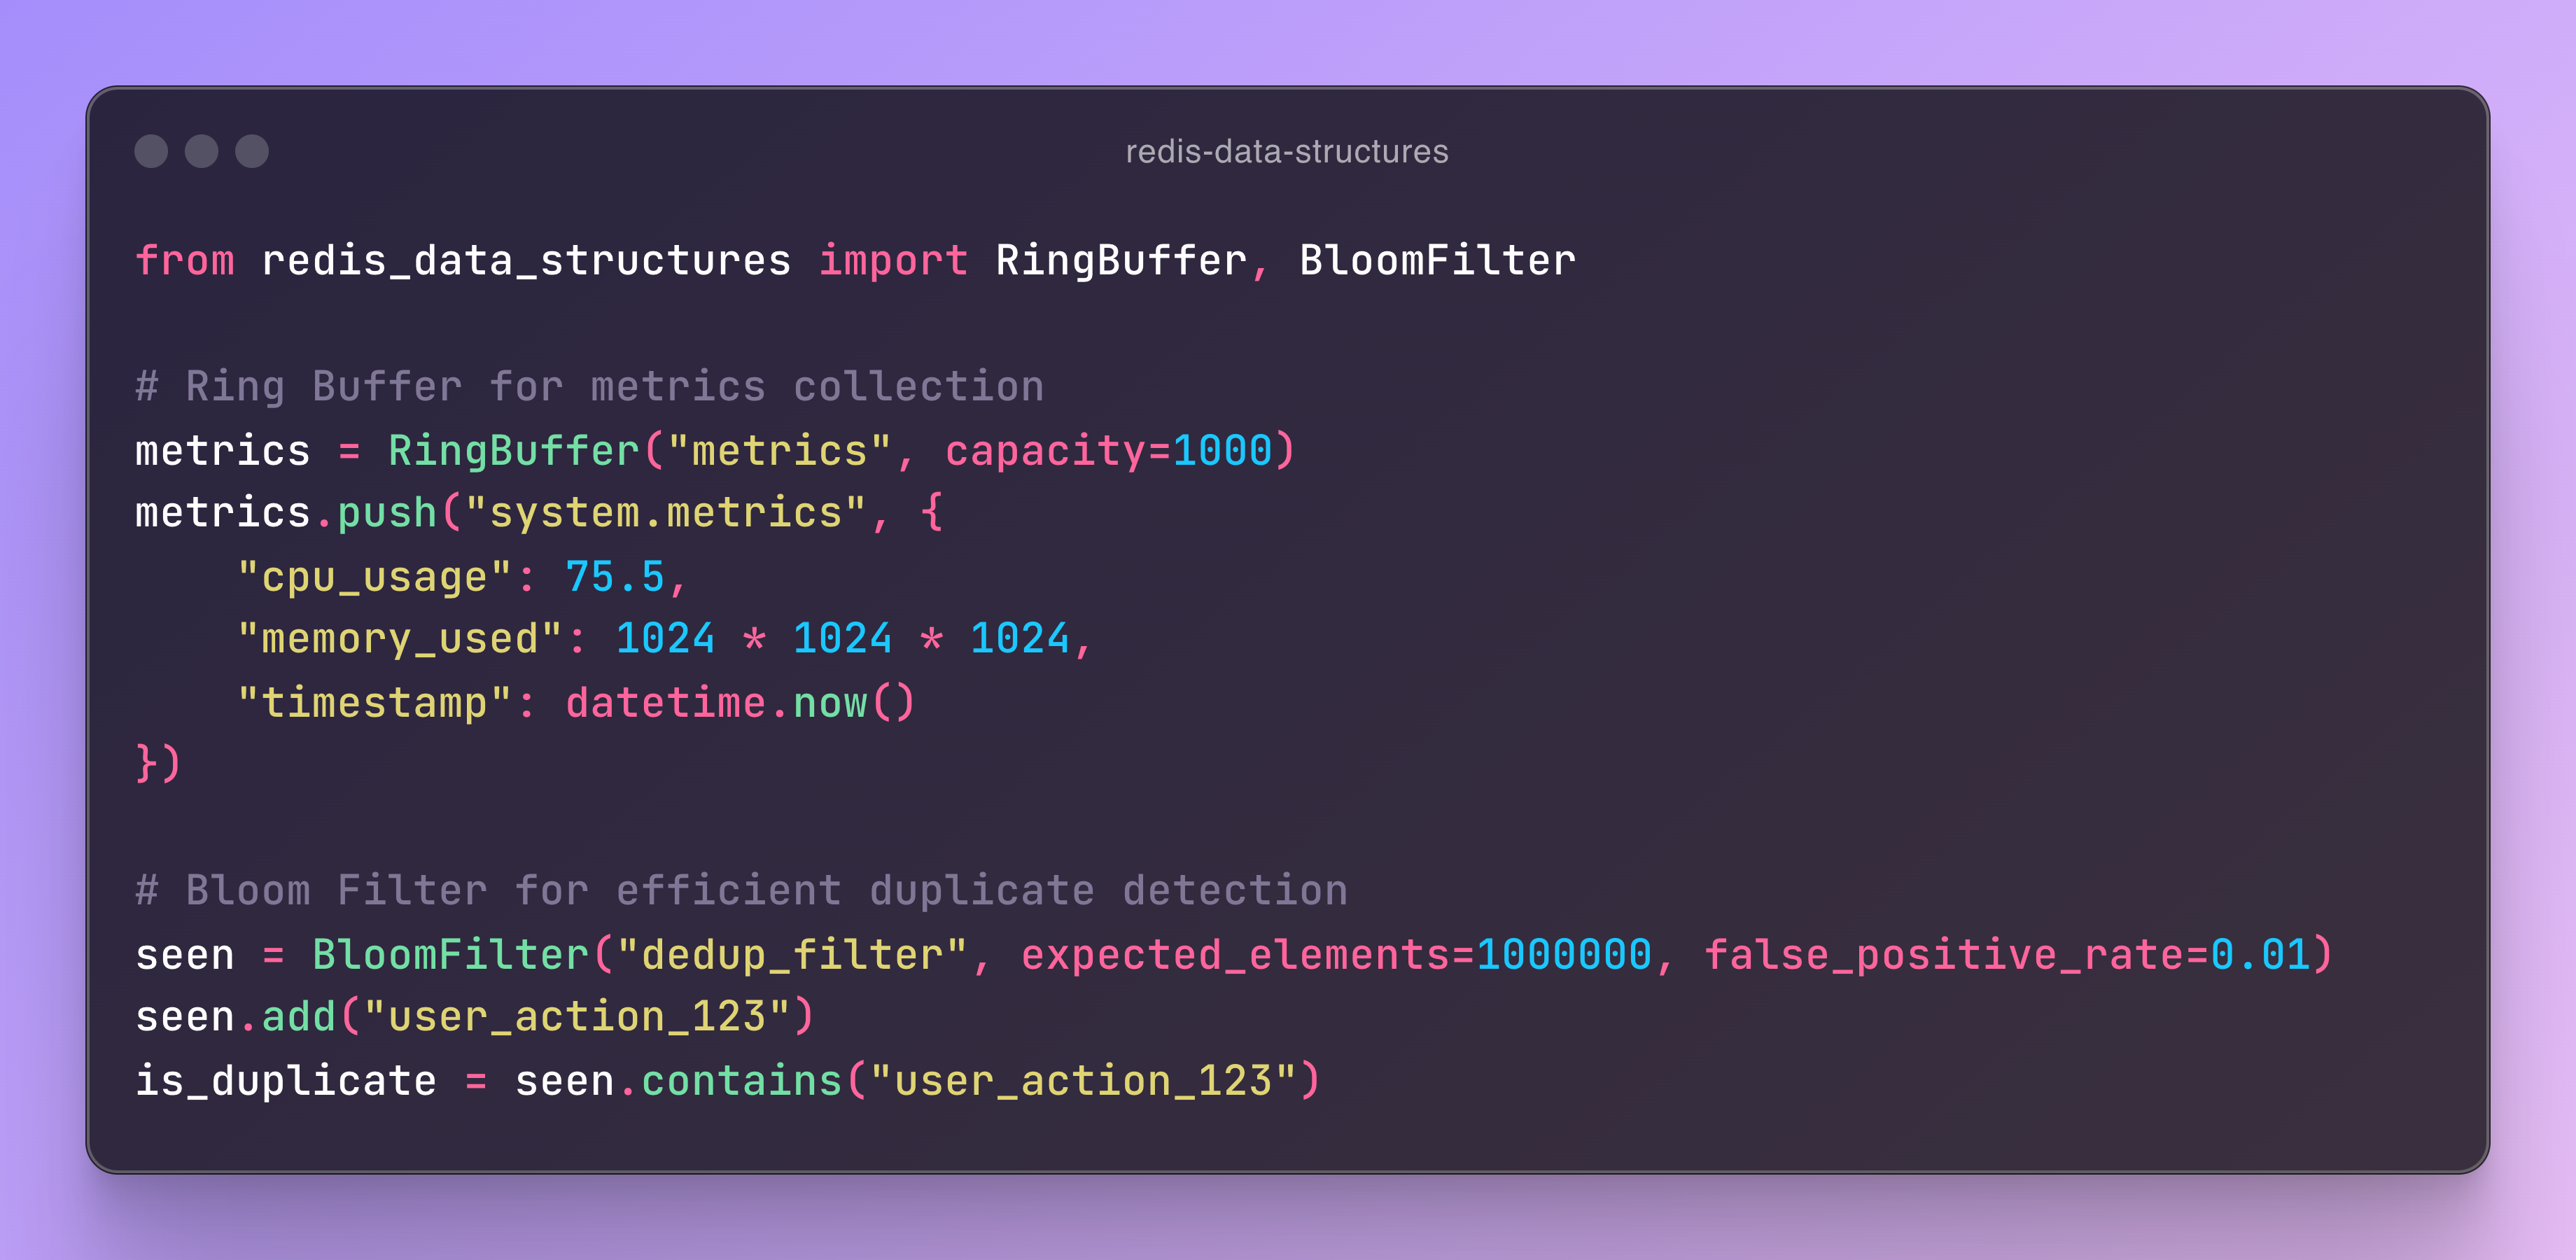 redis-data-structures
from redis_data_structures import RingBuffer, BloomFilter
# Ring Buffer for metrics collection
metrics = RingBuffer("metrics", capacity=1000)
metrics.push("system.metrics", {
    "cpu_usage": 75.5,
    "memory_used": 1024 * 1024 * 1024,
    "timestamp": datetime.now()
})
# Bloom Filter for efficient duplicate detection
seen = BloomFilter("dedup_filter", expected_elements=1000000, false_positive_rate=0.01)
seen.add("user_action_123")
is_duplicate = seen.contains("user_action_123")